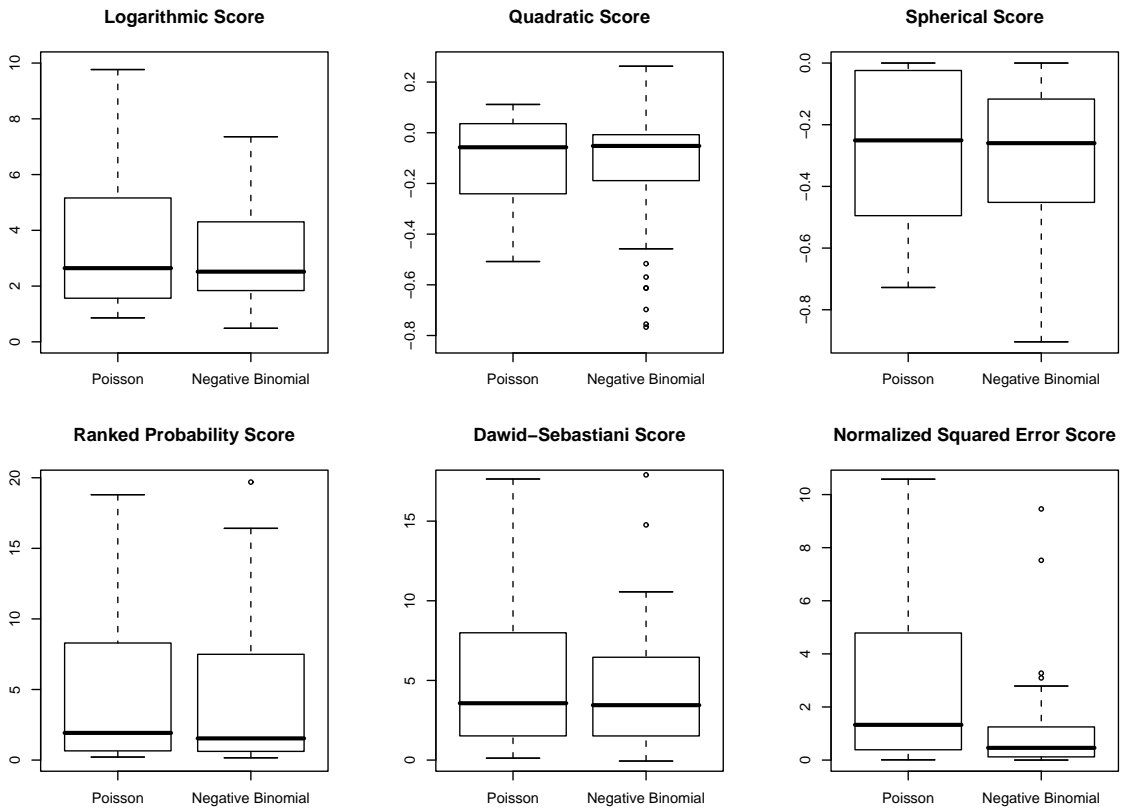 Logarithmic Score
10
8
6
4
2
0
Poisson Negative Binomial
Quadratic Score
0.2
0.0
−0.2
−0.4
−0.6
−0.8
Poisson Negative Binomial
Spherical Score
0.0
−0.2
−0.4
−0.6
−0.8
Poisson Negative Binomial
Ranked Probability Score
20
15
10
5
0
Poisson Negative Binomial
Dawid−Sebastiani Score
15
10
5
0
Poisson Negative Binomial
Normalized Squared Error Score
10
8
6
4
2
0
Poisson Negative Binomial